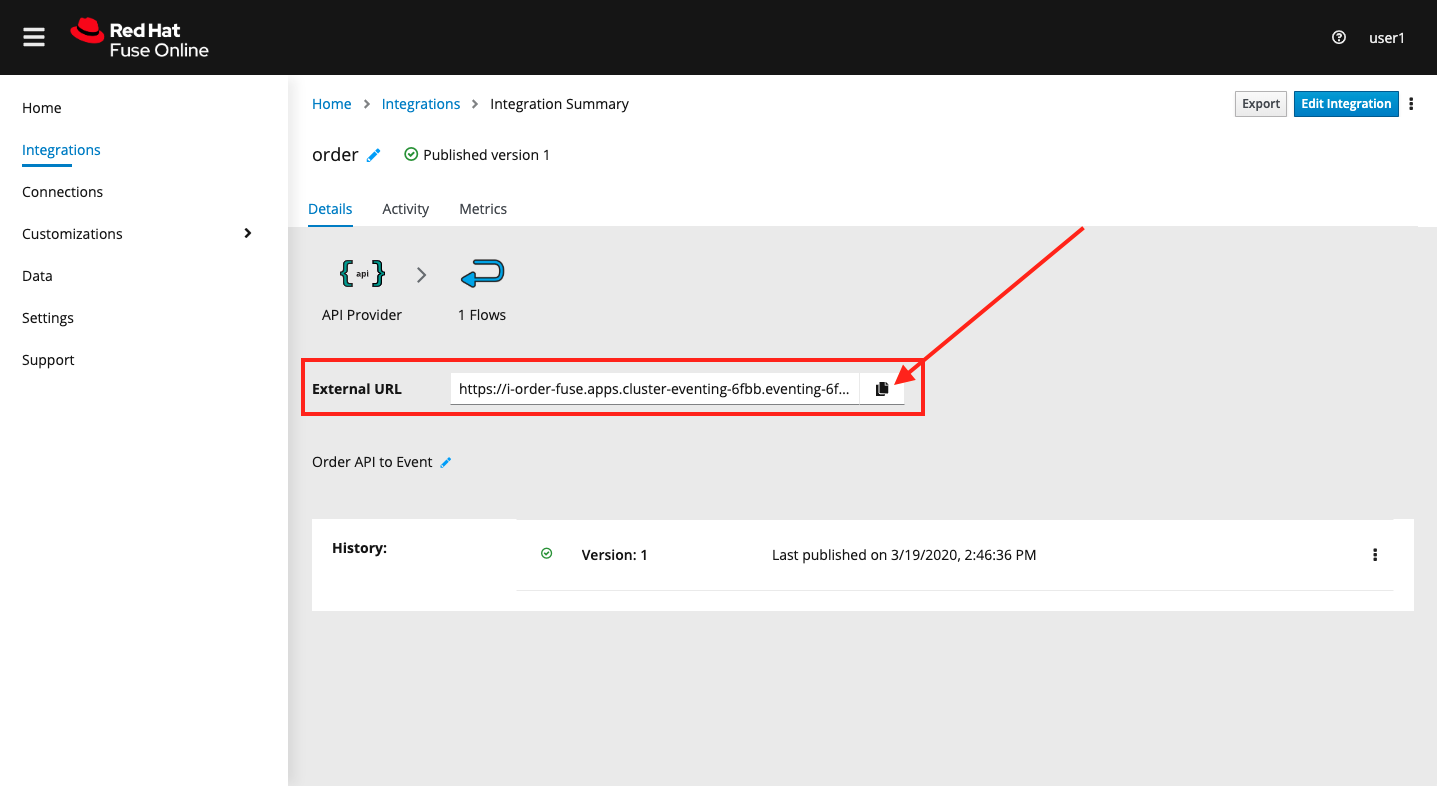 Red Hat
Fuse Online
user1
Home
Integrations
Connections
Customizations
Data
Settings
Support
Home > Integrations > Integration Summary
Export
Edit Integration
order
Published version 1
Details
Activity
Metrics
{ api }
API Provider
1 Flows
External URL
https://i-order-fuse.apps.cluster-eventing-6fbb.eventing-6f...
Order API to Event
History:
Version: 1
Last published on 3/19/2020, 2:46:36 PM